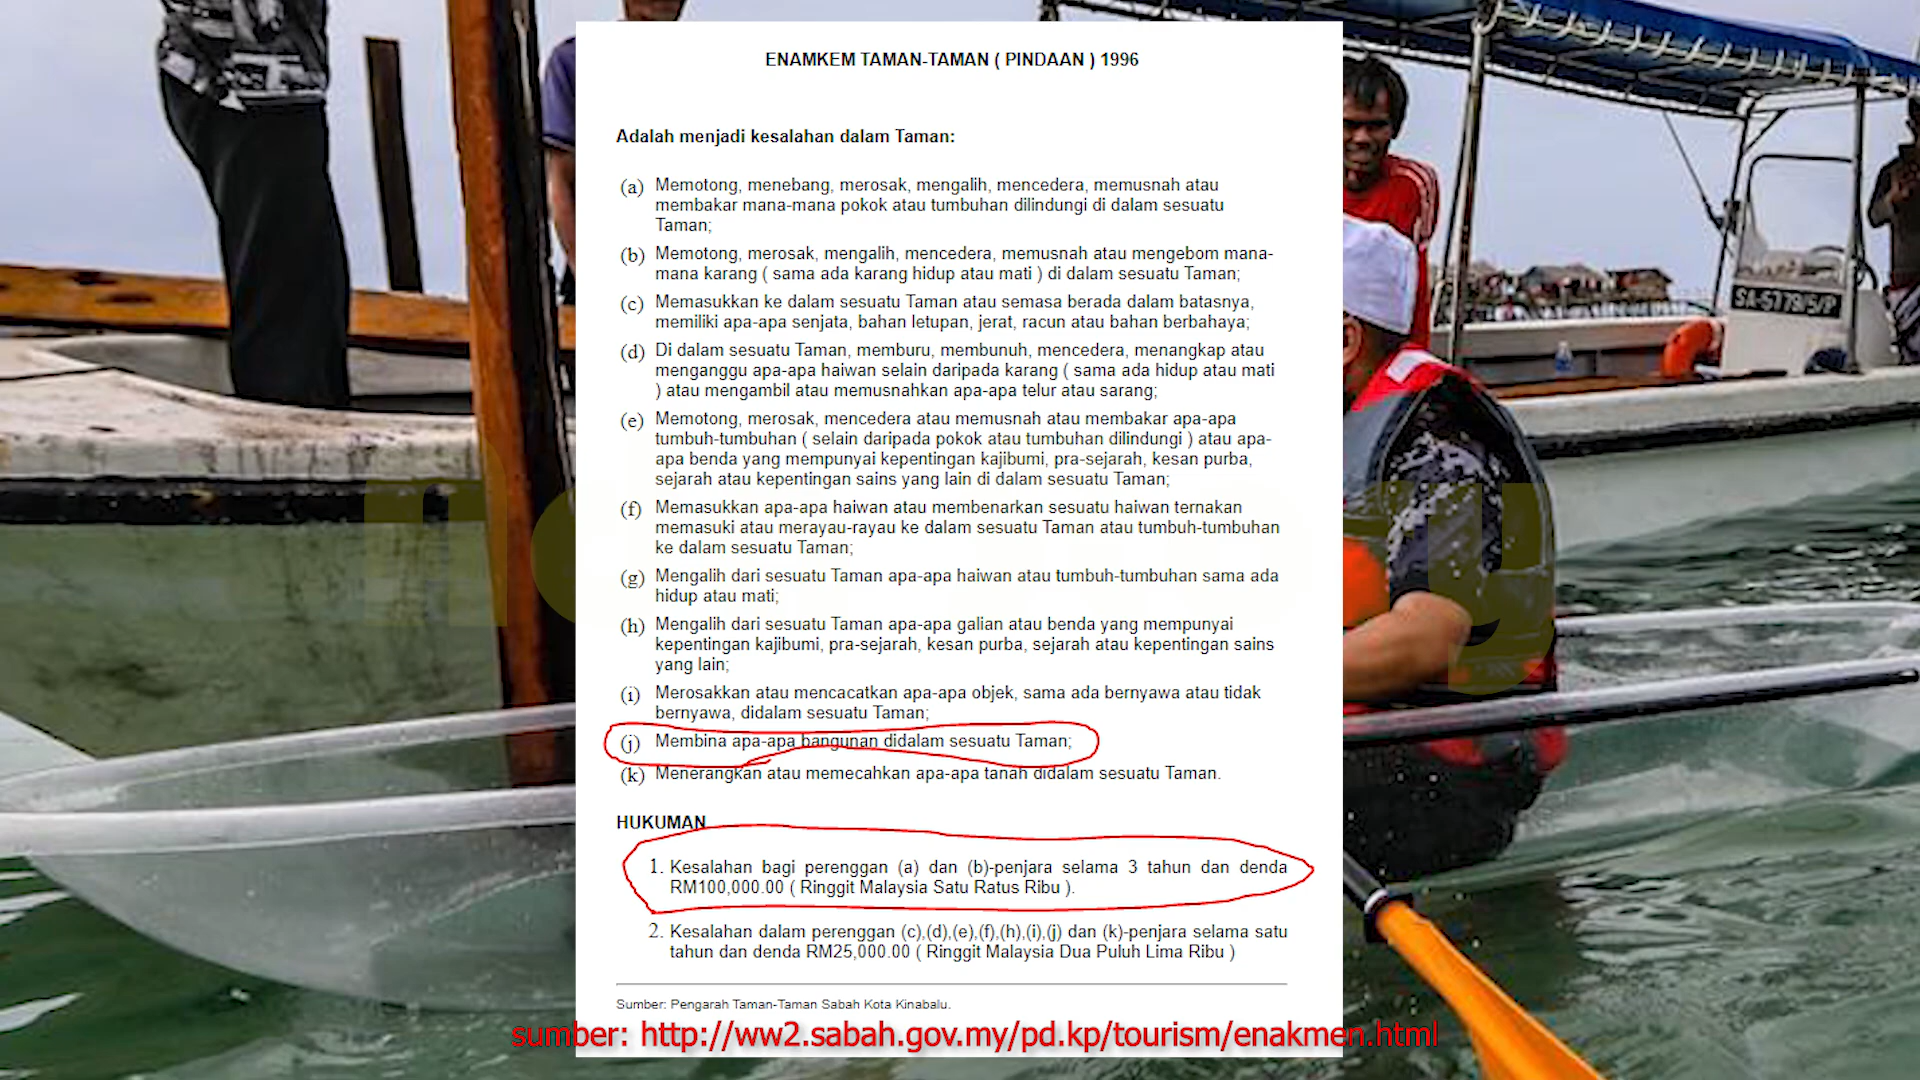 ENAMKEM TAMAN-TAMAN ( PINDAAN ) 1996
Adalah menjadi kesalahan dalam Taman:
(a) Memotong, menebang, merosak, mengalih, mencedera, memusnah atau
membakar mana-mana pokok atau tumbuhan dilindungi di dalam sesuatu
Taman;
(b) Memotong, merosak, mengalih, mencedera, memusnah atau mengebom mana-
mana karang ( sama ada karang hidup atau mati ) di dalam sesuatu Taman;
(c) Memasukkan ke dalam sesuatu Taman atau semasa berada dalam batasnya,
memiliki apa-apa senjata, bahan letupan, jerat, racun atau bahan berbahaya;
(d) Di dalam sesuatu Taman, memburu, membunuh, mencedera, menangkap atau
menganggu apa-apa haiwan selain daripada karang ( sama ada hidup atau mati
) atau mengambil atau memusnahkan apa-apa telur atau sarang;
(e) Memotong, merosak, mencedera atau memusnah atau membakar apa-apa
tumbuh-tumbuhan ( selain daripada pokok atau tumbuhan dilindungi ) atau apa-
apa benda yang mempunyai kepentingan kajibumi, pra-sejarah, kesan purba,
sejarah atau kepentingan sains yang lain di dalam sesuatu Taman;
(f) Memasukkan apa-apa haiwan atau membenarkan sesuatu haiwan ternakan
memasuki atau merayau-rayau ke dalam sesuatu Taman atau tumbuh-tumbuhan
ke dalam sesuatu Taman;
(g) Mengalih dari sesuatu Taman apa-apa haiwan atau tumbuh-tumbuhan sama ada
hidup atau mati;
(h) Mengalih dari sesuatu Taman apa-apa galian atau benda yang mempunyai
kepentingan kajibumi, pra-sejarah, kesan purba, sejarah atau kepentingan sains
yang lain;
(i) Merosakkan atau mencacatkan apa-apa objek, sama ada bernyawa atau tidak
bernyawa, didalam sesuatu Taman;
(j) Membina apa-apa bangunan didalam sesuatu Taman;
(k) Menerangkan atau memecahkan apa-apa tanah didalam sesuatu Taman.
HUKUMAN
1. Kesalahan bagi perenggan (a) dan (b)-penjara selama 3 tahun dan denda
RM100,000.00 ( Ringgit Malaysia Satu Ratus Ribu ).
2. Kesalahan dalam perenggan (c),(d),(e),(f),(h),(i),(j) dan (k)-penjara selama satu
tahun dan denda RM25,000.00 ( Ringgit Malaysia Dua Puluh Lima Ribu )
Sumber: Pengarah Taman-Taman Sabah Kota Kinabalu.
sumber: http://ww2.sabah.gov.my/pd.kp/tourism/enakmen.html
SA-5779/5/P